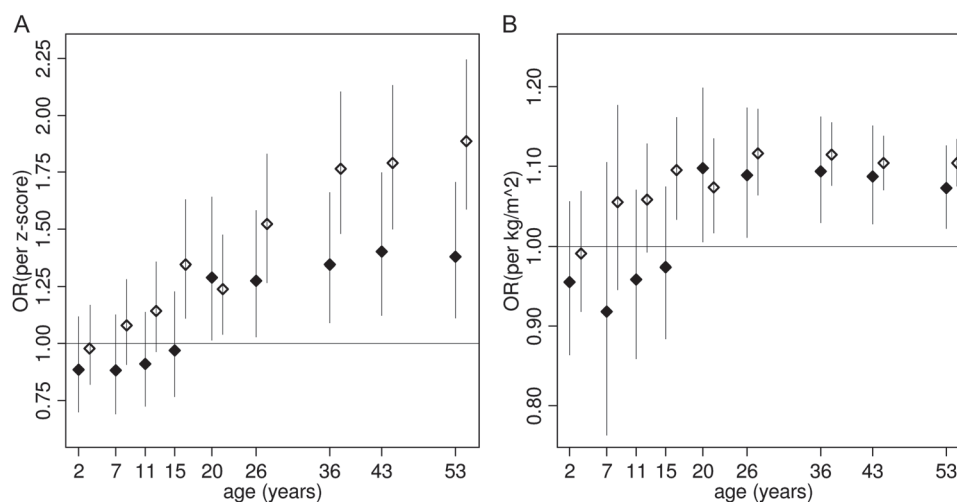 A
OR(per z-score)
2.25
2.00
1.75
1.50
1.25
1.00
0.75
2 7 11 15 20 26 36 43 53
age (years)
B
OR(per kg/m^2)
1.20
1.10
1.00
0.90
0.80
2 7 11 15 20 26 36 43 53
age (years)